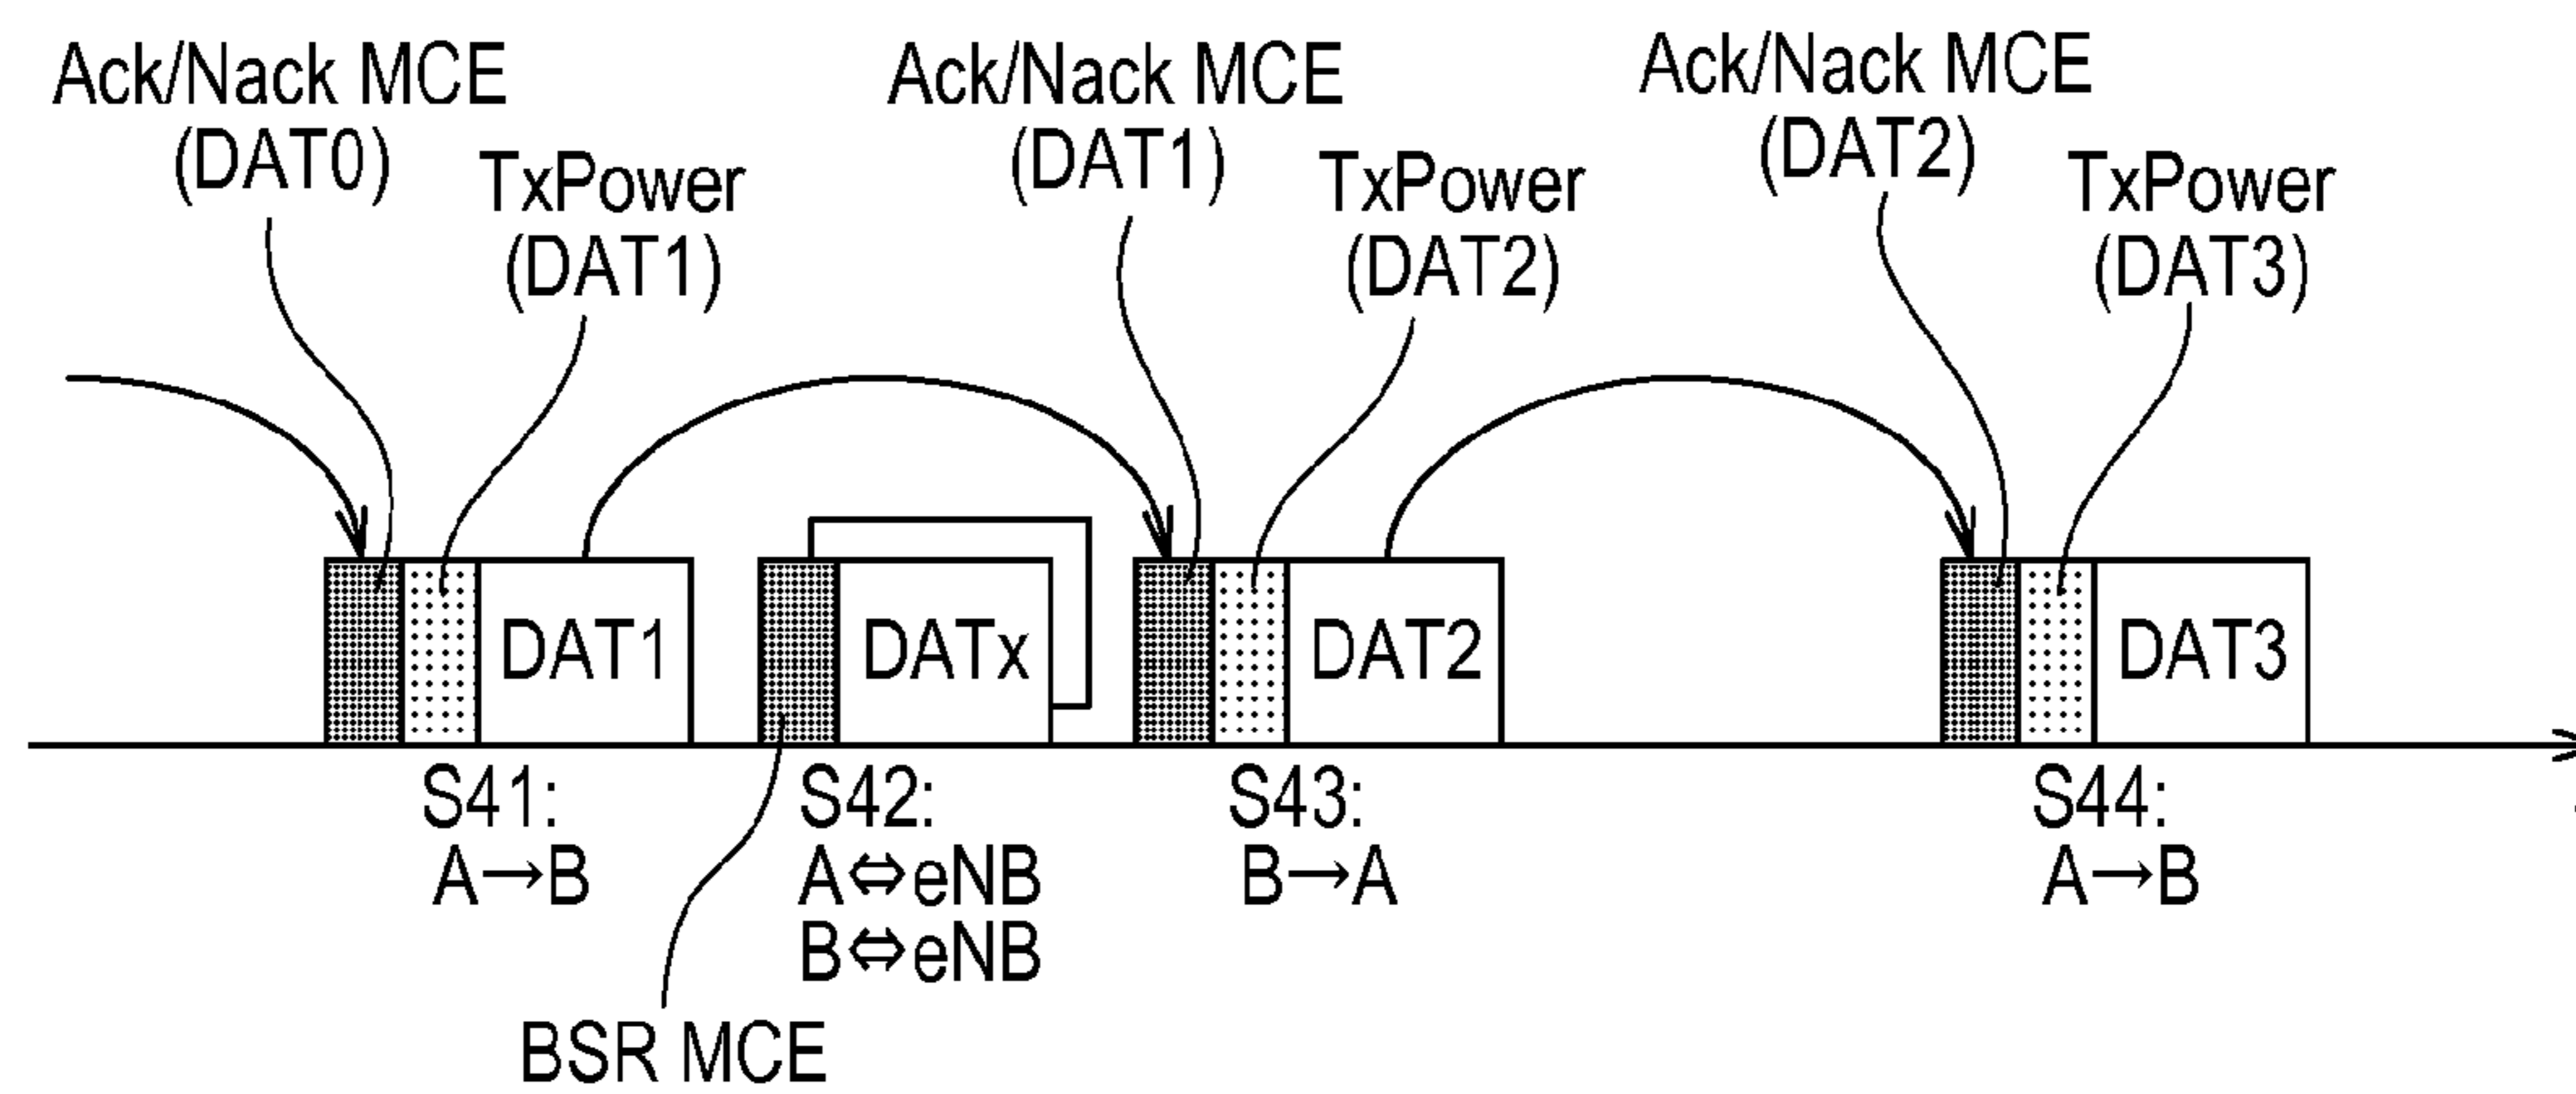 Ack/Nack MCE
(DAT0)
TxPower
(DAT1)
Ack/Nack MCE
(DAT1)
TxPower
(DAT2)
Ack/Nack MCE
(DAT2)
TxPower
(DAT3)
DAT1
DATx
DAT2
DAT3
S41:
A→B
S42:
A⇔eNB
B⇔eNB
S43:
B→A
S44:
A→B
BSR MCE